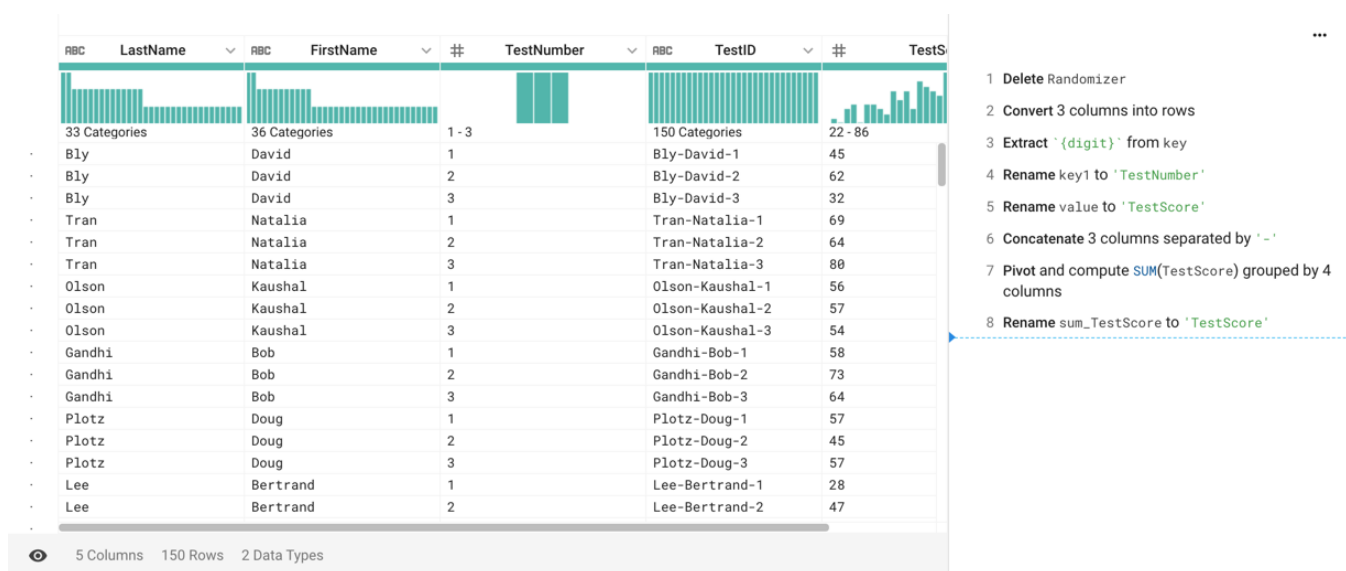 ABC LastName ABC FirstName # TestNumber ABC TestID # TestS
33 Categories 36 Categories 1 - 3 150 Categories 22 - 86
Bly David 1 Bly-David-1 45
Bly David 2 Bly-David-2 62
Bly David 3 Bly-David-3 32
Tran Natalia 1 Tran-Natalia-1 69
Tran Natalia 2 Tran-Natalia-2 64
Tran Natalia 3 Tran-Natalia-3 80
Olson Kaushal 1 Olson-Kaushal-1 56
Olson Kaushal 2 Olson-Kaushal-2 57
Olson Kaushal 3 Olson-Kaushal-3 54
Gandhi Bob 1 Gandhi-Bob-1 58
Gandhi Bob 2 Gandhi-Bob-2 73
Gandhi Bob 3 Gandhi-Bob-3 64
Plotz Doug 1 Plotz-Doug-1 57
Plotz Doug 2 Plotz-Doug-2 45
Plotz Doug 3 Plotz-Doug-3 57
Lee Bertrand 1 Lee-Bertrand-1 28
Lee Bertrand 2 Lee-Bertrand-2 47
5 Columns 150 Rows 2 Data Types
1 Delete Randomizer
2 Convert 3 columns into rows
3 Extract `{digit}` from key
4 Rename key1 to 'TestNumber'
5 Rename value to 'TestScore'
6 Concatenate 3 columns separated by '-'
7 Pivot and compute SUM(TestScore) grouped by 4
columns
8 Rename sum_TestScore to 'TestScore'